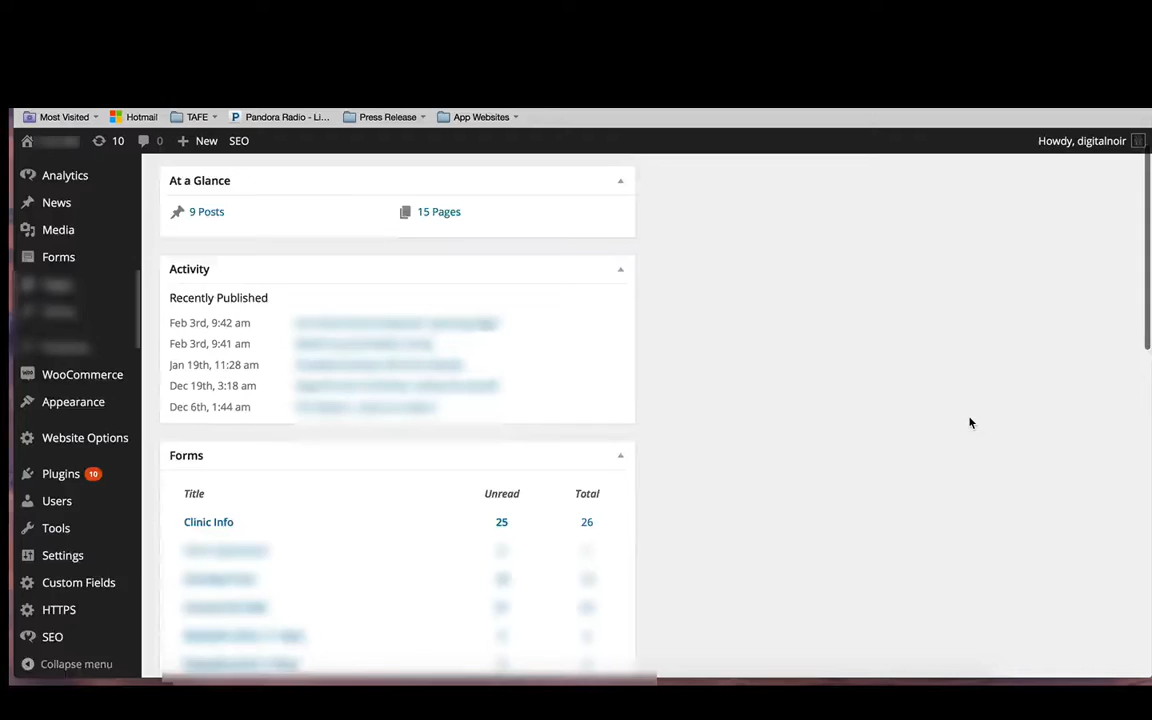 Most Visited Hotmail TAFE P Pandora Radio - Li... Press Release App Websites
10 0 New SEO Howdy, digitalnoir
Analytics
News
Media
Forms
WooCommerce
Appearance
Website Options
Plugins 10
Users
Tools
Settings
Custom Fields
HTTPS
SEO
Collapse menu
At a Glance
9 Posts 15 Pages
Activity
Recently Published
Feb 3rd, 9:42 am
Feb 3rd, 9:41 am
Jan 19th, 11:28 am
Dec 19th, 3:18 am
Dec 6th, 1:44 am
Forms
Title Unread Total
Clinic Info 25 26